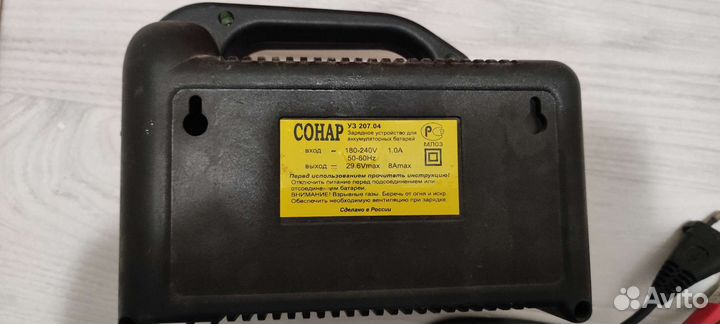 СОНАР УЗ 207.04
Зарядное устройство для
аккумуляторных батарей
МЛ03
вход ~ 180-240V 1.0A
50-60Hz
выход = 29.6Vmax 8Amax
Перед использованием прочитать инструкцию!
Отключить питание перед подсоединением или
отсоединением батареи.
ВНИМАНИЕ! Взрывные газы. Беречь от огня и искр.
Обеспечить необходимую вентиляцию при зарядке.
Сделано в России
Avito